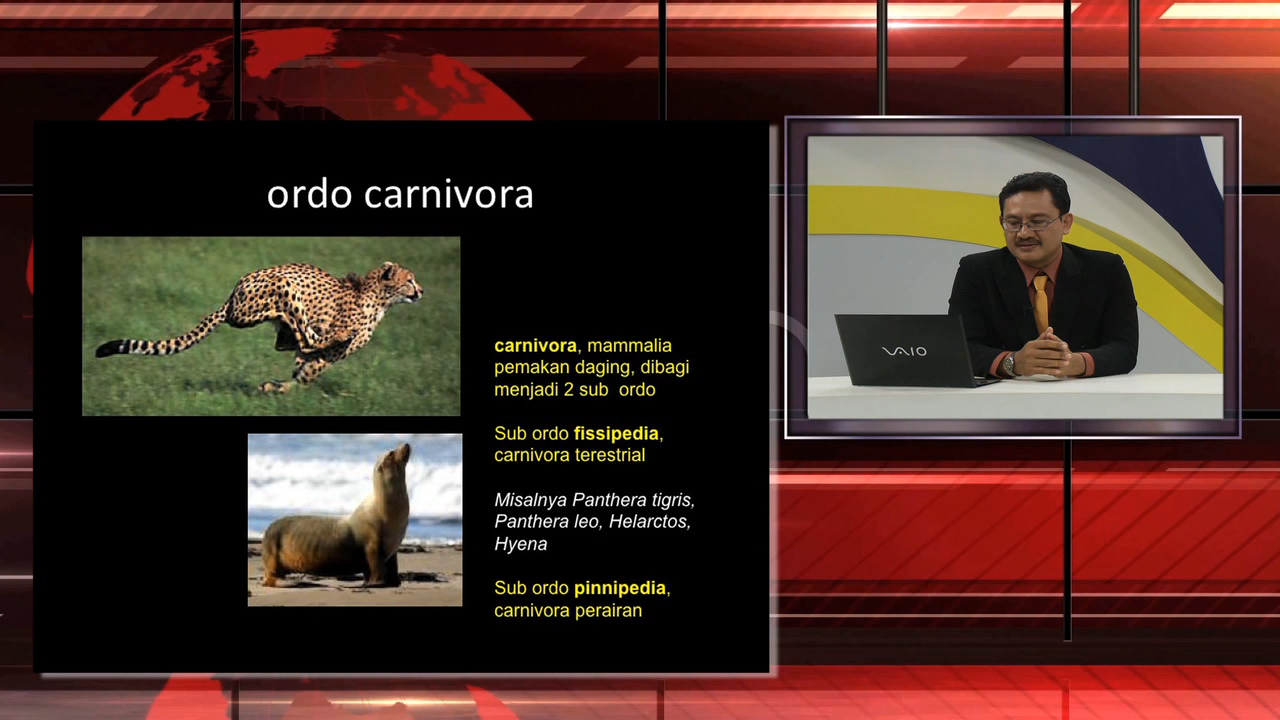 ordo carnivora
carnivora, mammalia
pemakan daging, dibagi
menjadi 2 sub  ordo
Sub ordo fissipedia,
carnivora terestrial
Misalnya Panthera tigris,
Panthera leo, Helarctos,
Hyena
Sub ordo pinnipedia,
carnivora perairan
VAIO